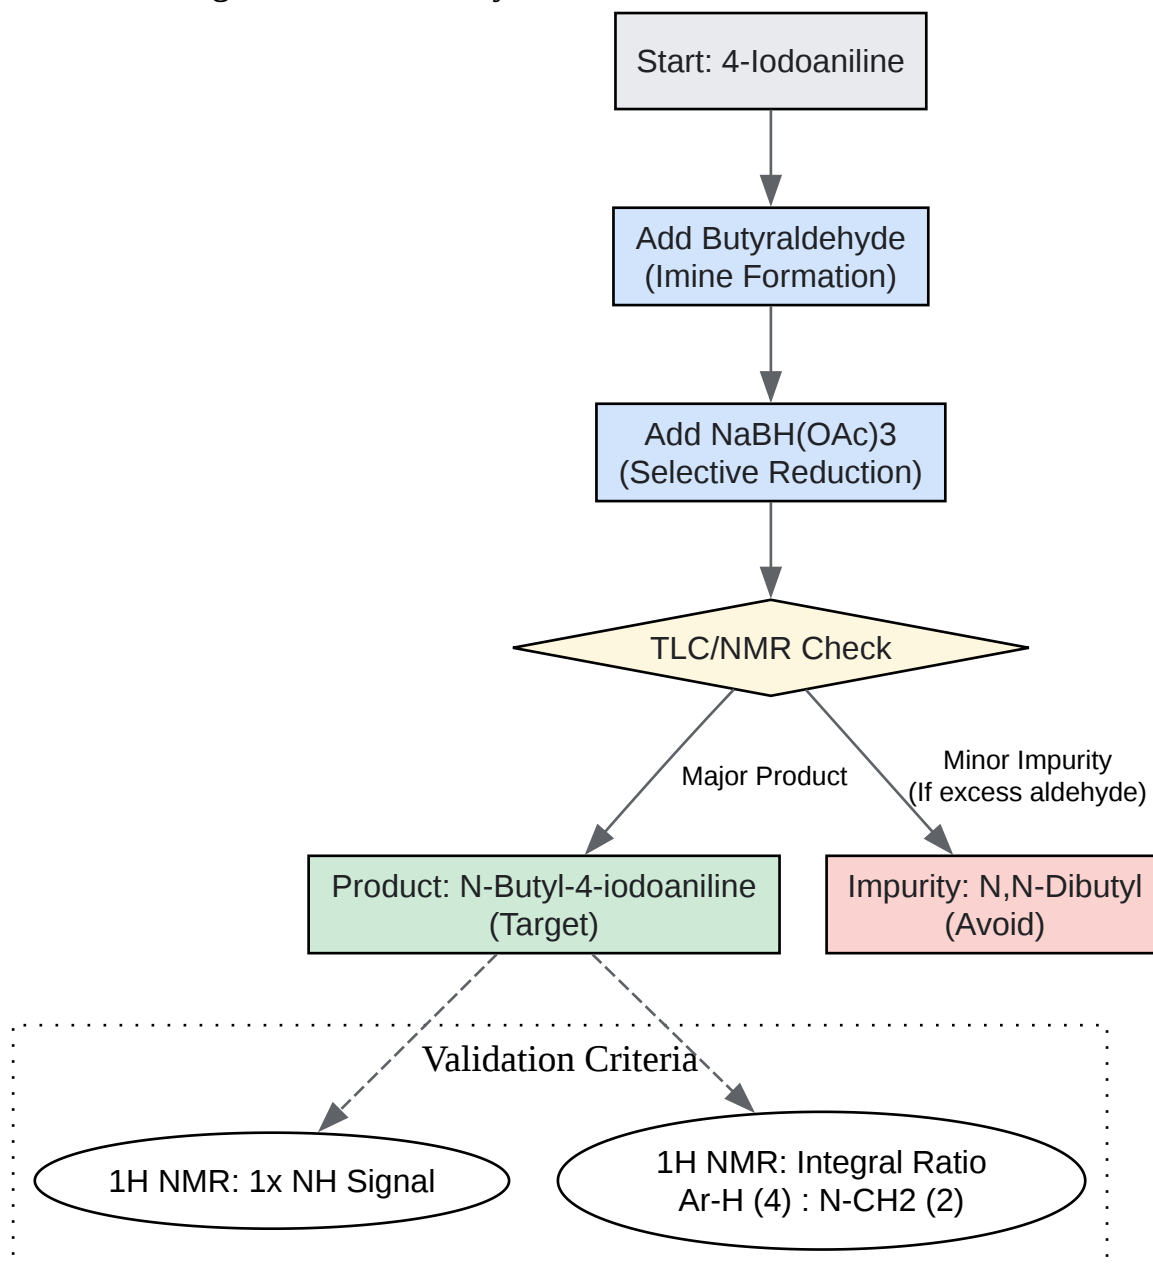 Start: 4-Iodoaniline
Add Butyraldehyde
(Imine Formation)
Add NaBH(OAc)3
(Selective Reduction)
TLC/NMR Check
Major Product
Minor Impurity
(If excess aldehyde)
Product: N-Butyl-4-iodoaniline
(Target)
Impurity: N,N-Dibutyl
(Avoid)
Validation Criteria
1H NMR: 1x NH Signal
1H NMR: Integral Ratio
Ar-H (4) : N-CH2 (2)